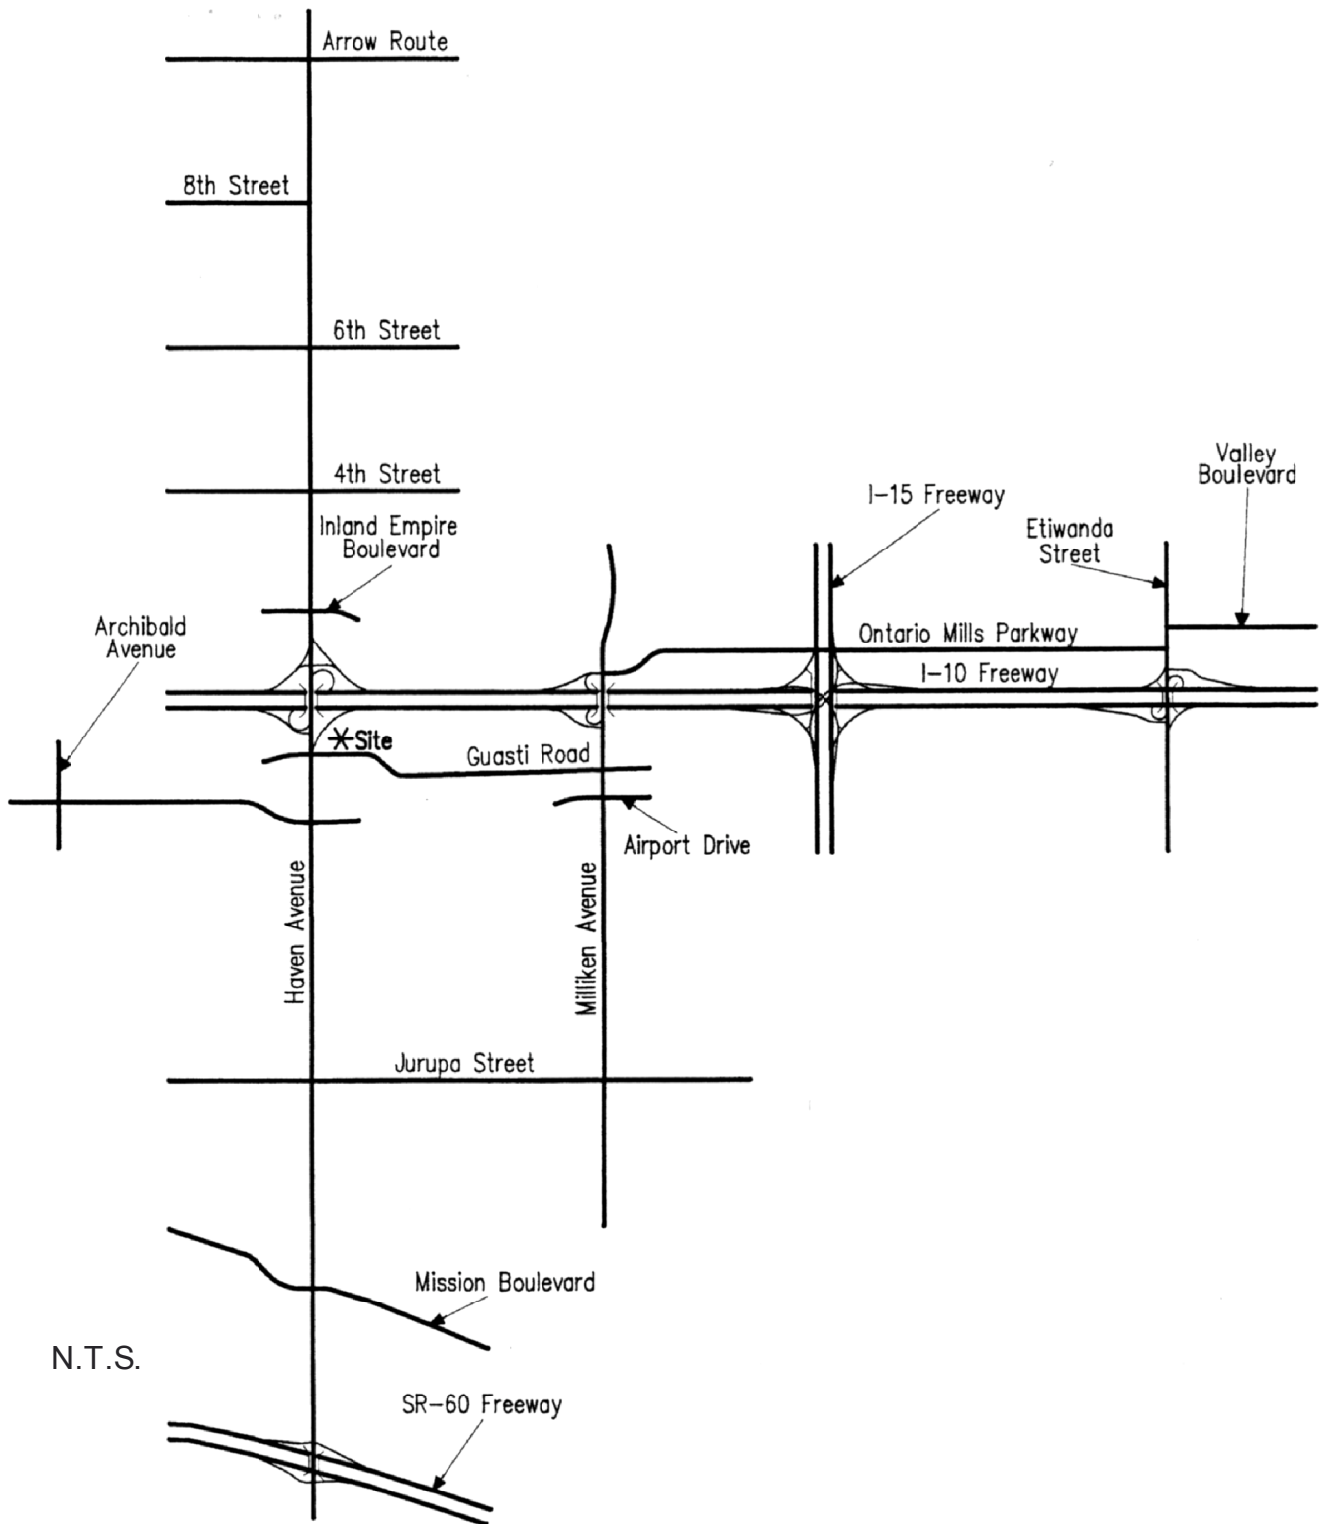 Arrow Route
8th Street
6th Street
4th Street
Valley
Boulevard
I-15 Freeway
Inland Empire
Boulevard
Etiwanda
Street
Archibald
Avenue
Ontario Mills Parkway
I-10 Freeway
Site
Guasti Road
Airport Drive
Haven Avenue
Milliken Avenue
Jurupa Street
Mission Boulevard
N.T.S.
SR-60 Freeway